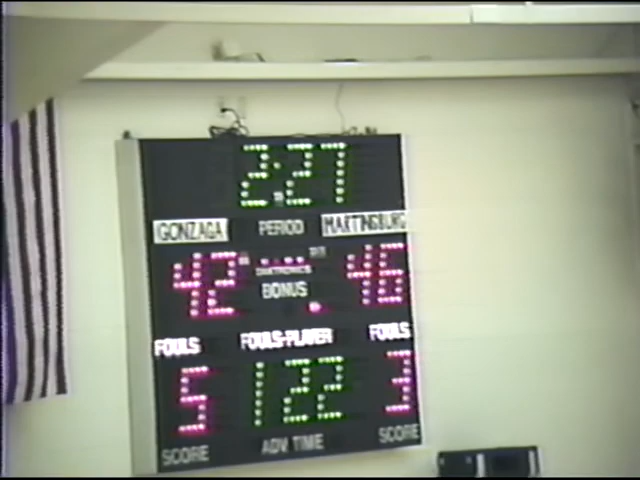 2:27
GONZAGA PERIOD MARTINSBURG
42 46
DAKTRONICS
BONUS
FOULS FOULS-PLAYER FOULS
5 1 22 3
SCORE ADV TIME SCORE